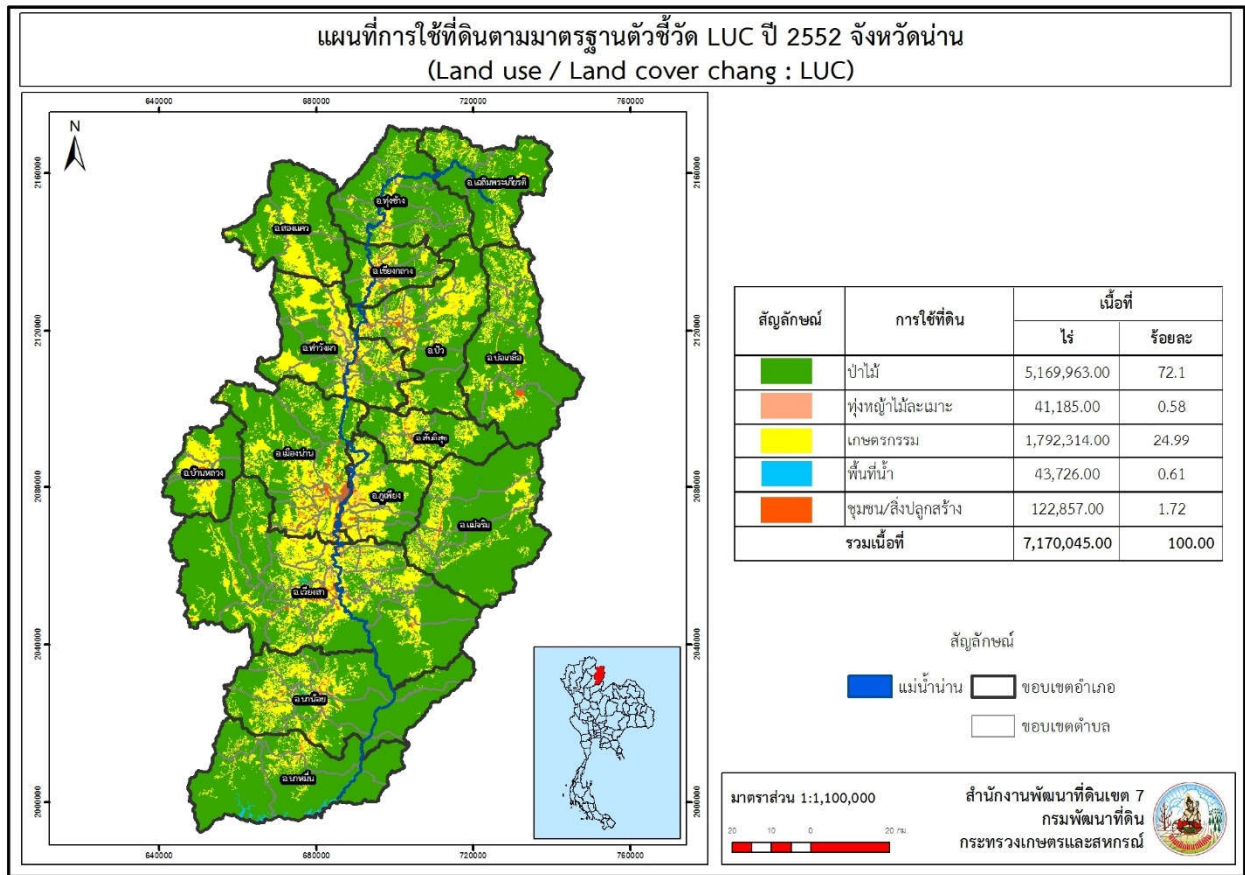 แผนที่การใช้ที่ดินตามมาตรฐานตัวชี้วัด LUC ปี 2552 จังหวัดน่าน
(Land use / Land cover chang : LUC)
640000 680000 720000 760000
N
2160000 2160000
อ.เฉลิมพระเกียรติ
อ.ทุ่งช้าง
อ.สองแคว
อ.เชียงกลาง
2120000 2120000
อ.ท่าวังผา
อ.ปัว
อ.บ่อเกลือ
อ.สันติสุข
อ.เมืองน่าน
อ.บ้านหลวง
2080000 2080000
อ.ภูเพียง
อ.แม่จริม
อ.เวียงสา
2040000 2040000
อ.นาน้อย
อ.นาหมื่น
2000000 2000000
640000 680000 720000 760000
สัญลักษณ์ การใช้ที่ดิน เนื้อที่
ไร่ ร้อยละ
ป่าไม้ 5,169,963.00 72.1
ทุ่งหญ้าไม้ละเมาะ 41,185.00 0.58
เกษตรกรรม 1,792,314.00 24.99
พื้นที่น้ำ 43,726.00 0.61
ชุมชน/สิ่งปลูกสร้าง 122,857.00 1.72
รวมเนื้อที่ 7,170,045.00 100.00
สัญลักษณ์
แม่น้ำน่าน ขอบเขตอำเภอ
ขอบเขตตำบล
มาตราส่วน 1:1,100,000
20 10 0 20 กม.
สำนักงานพัฒนาที่ดินเขต 7
กรมพัฒนาที่ดิน
กระทรวงเกษตรและสหกรณ์